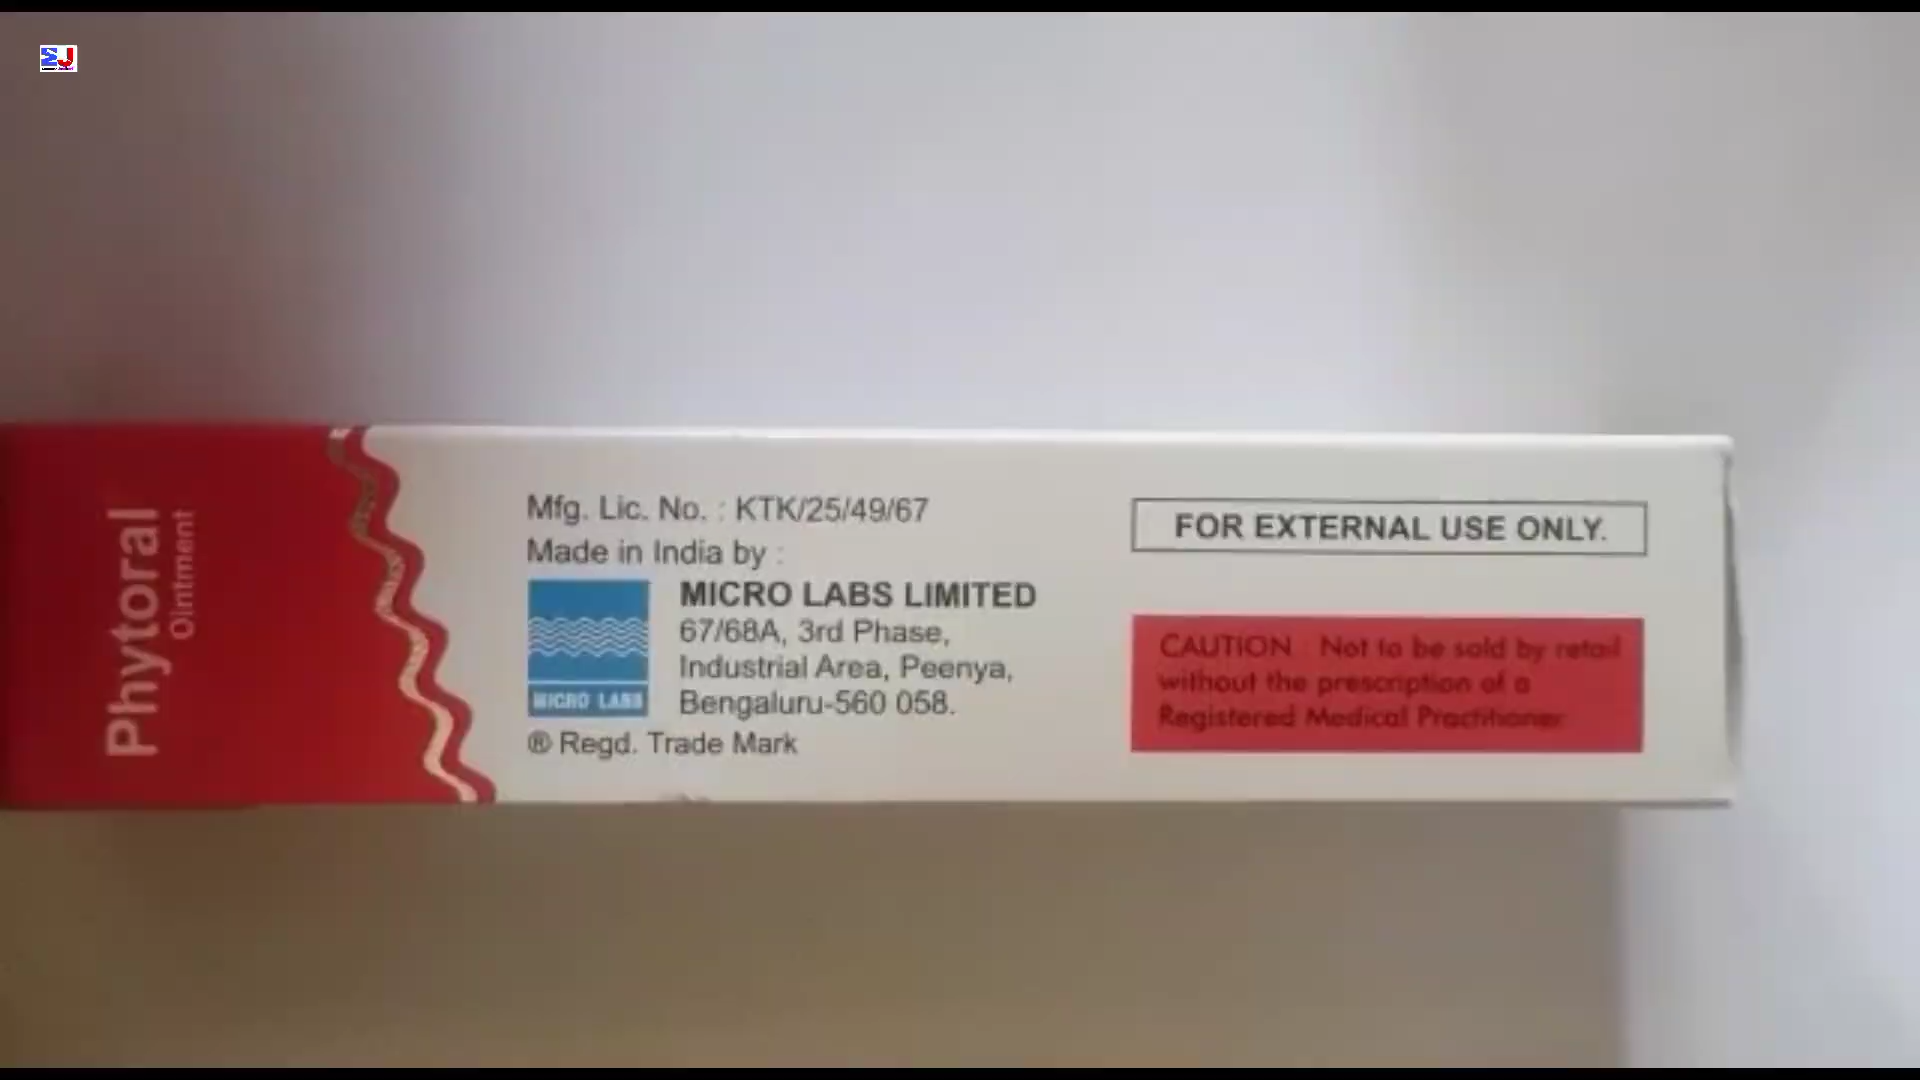 Phytoral
Ointment
Mfg. Lic. No. : KTK/25/49/67
Made in India by :
MICRO LABS LIMITED
67/68A, 3rd Phase,
Industrial Area, Peenya,
Bengaluru-560 058.
MICRO LABS
® Regd. Trade Mark
FOR EXTERNAL USE ONLY.
CAUTION : Not to be sold by retail
without the prescription of a
Registered Medical Practitioner